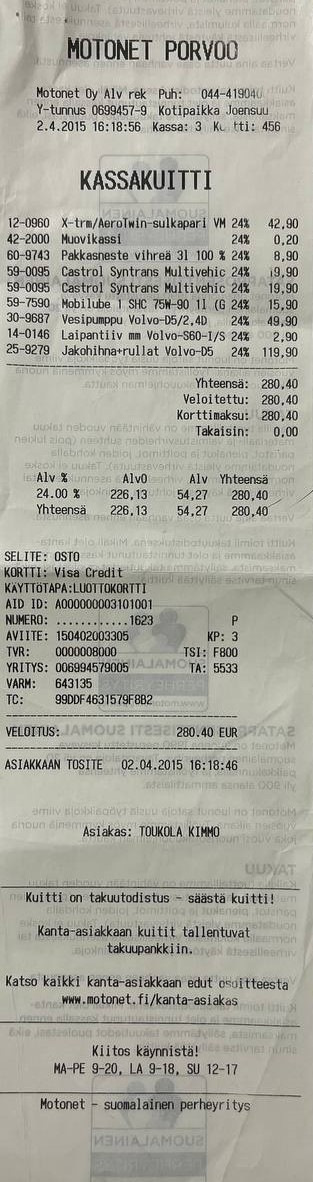 MOTONET PORVOO
Motonet Oy Alv rek Puh: 044-419040
Y-tunnus 0699457-9 Kotipaikka Joensuu
2.4.2015 16:18:56 Kassa: 3 456
KASSAKUITTI
12-0960 X-trm/AeroTwin-sulkapari VM 24% 42,90
42-2000 Muovikassi 24% 0,20
60-9743 Pakkasneste vihreä 3l 100 % 24% 8,90
59-0095 Castrol Syntrans Multivehic 24% 19,90
59-0095 Castrol Syntrans Multivehic 24% 19,90
59-7590 Mobilube 1 SHC 75W-90 1l (G 24% 15,90
30-9687 Vesipumppu Volvo-D5/2,4D 24% 49,90
14-0146 Laipantiiv mm Volvo-S60-I/S 24% 2,90
25-9279 Jakohihna+rullat Volvo-D5 24% 119,90
Yhteensä: 280,40
Veloitettu: 280,40
Korttimaksu: 280,40
Takaisin: 0,00
Alv % Alv0 Alv Yhteensä
24.00 % 226,13 54,27 280,40
Yhteensä 226,13 54,27 280,40
SELITE: OSTO
KORTTI: Visa Credit
KÄYTTÖTAPA:LUOTTOKORTTI
AID ID: A000000003101001
NUMERO: ............1623 P
AVIITE: 150402003305 KP: 3
TVR: 0000008000 TSI: F800
YRITYS: 006994579005 TA: 5533
VARM: 643135
TC: 99DDF4631579F8B2
VELOITUS: 280.40 EUR
ASIAKKAAN TOSITE 02.04.2015 16:18:46
Asiakas: TOUKOLA KIMMO
Kuitti on takuutodistus - säästä kuitti!
Kanta-asiakkaan kuitit tallentuvat
takuupankkiin.
Katso kaikki kanta-asiakkaan edut osoitteesta
www.motonet.fi/kanta-asiakas
Kiitos käynnistä!
MA-PE 9-20, LA 9-18, SU 12-17
Motonet - suomalainen perheyritys